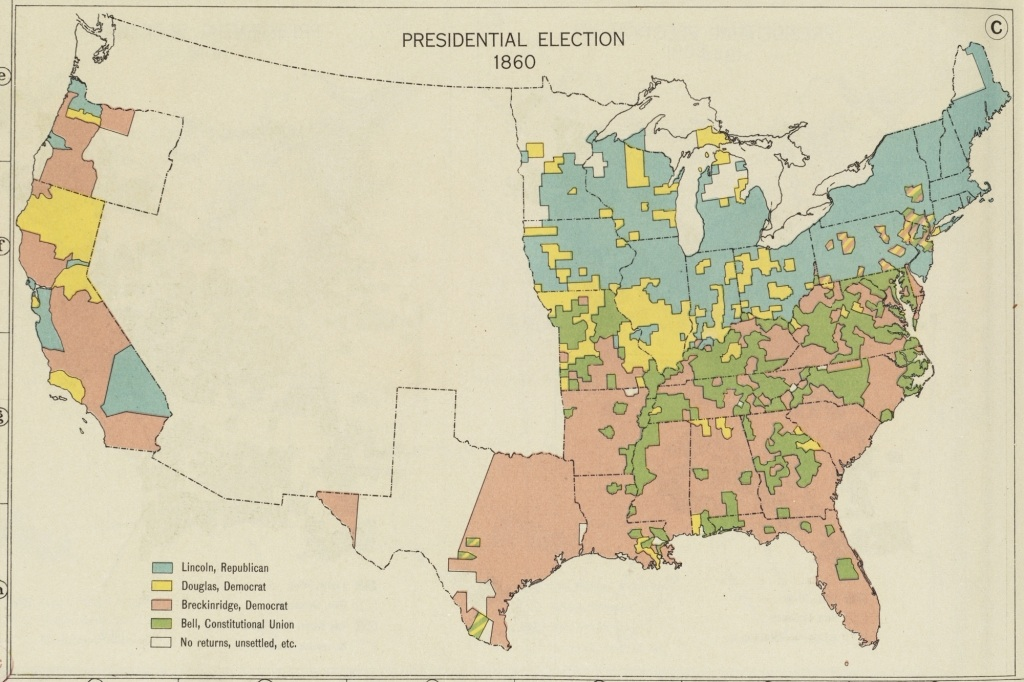 C
PRESIDENTIAL ELECTION
1860
e
f
g
h
Lincoln, Republican
Douglas, Democrat
Breckinridge, Democrat
Bell, Constitutional Union
No returns, unsettled, etc.